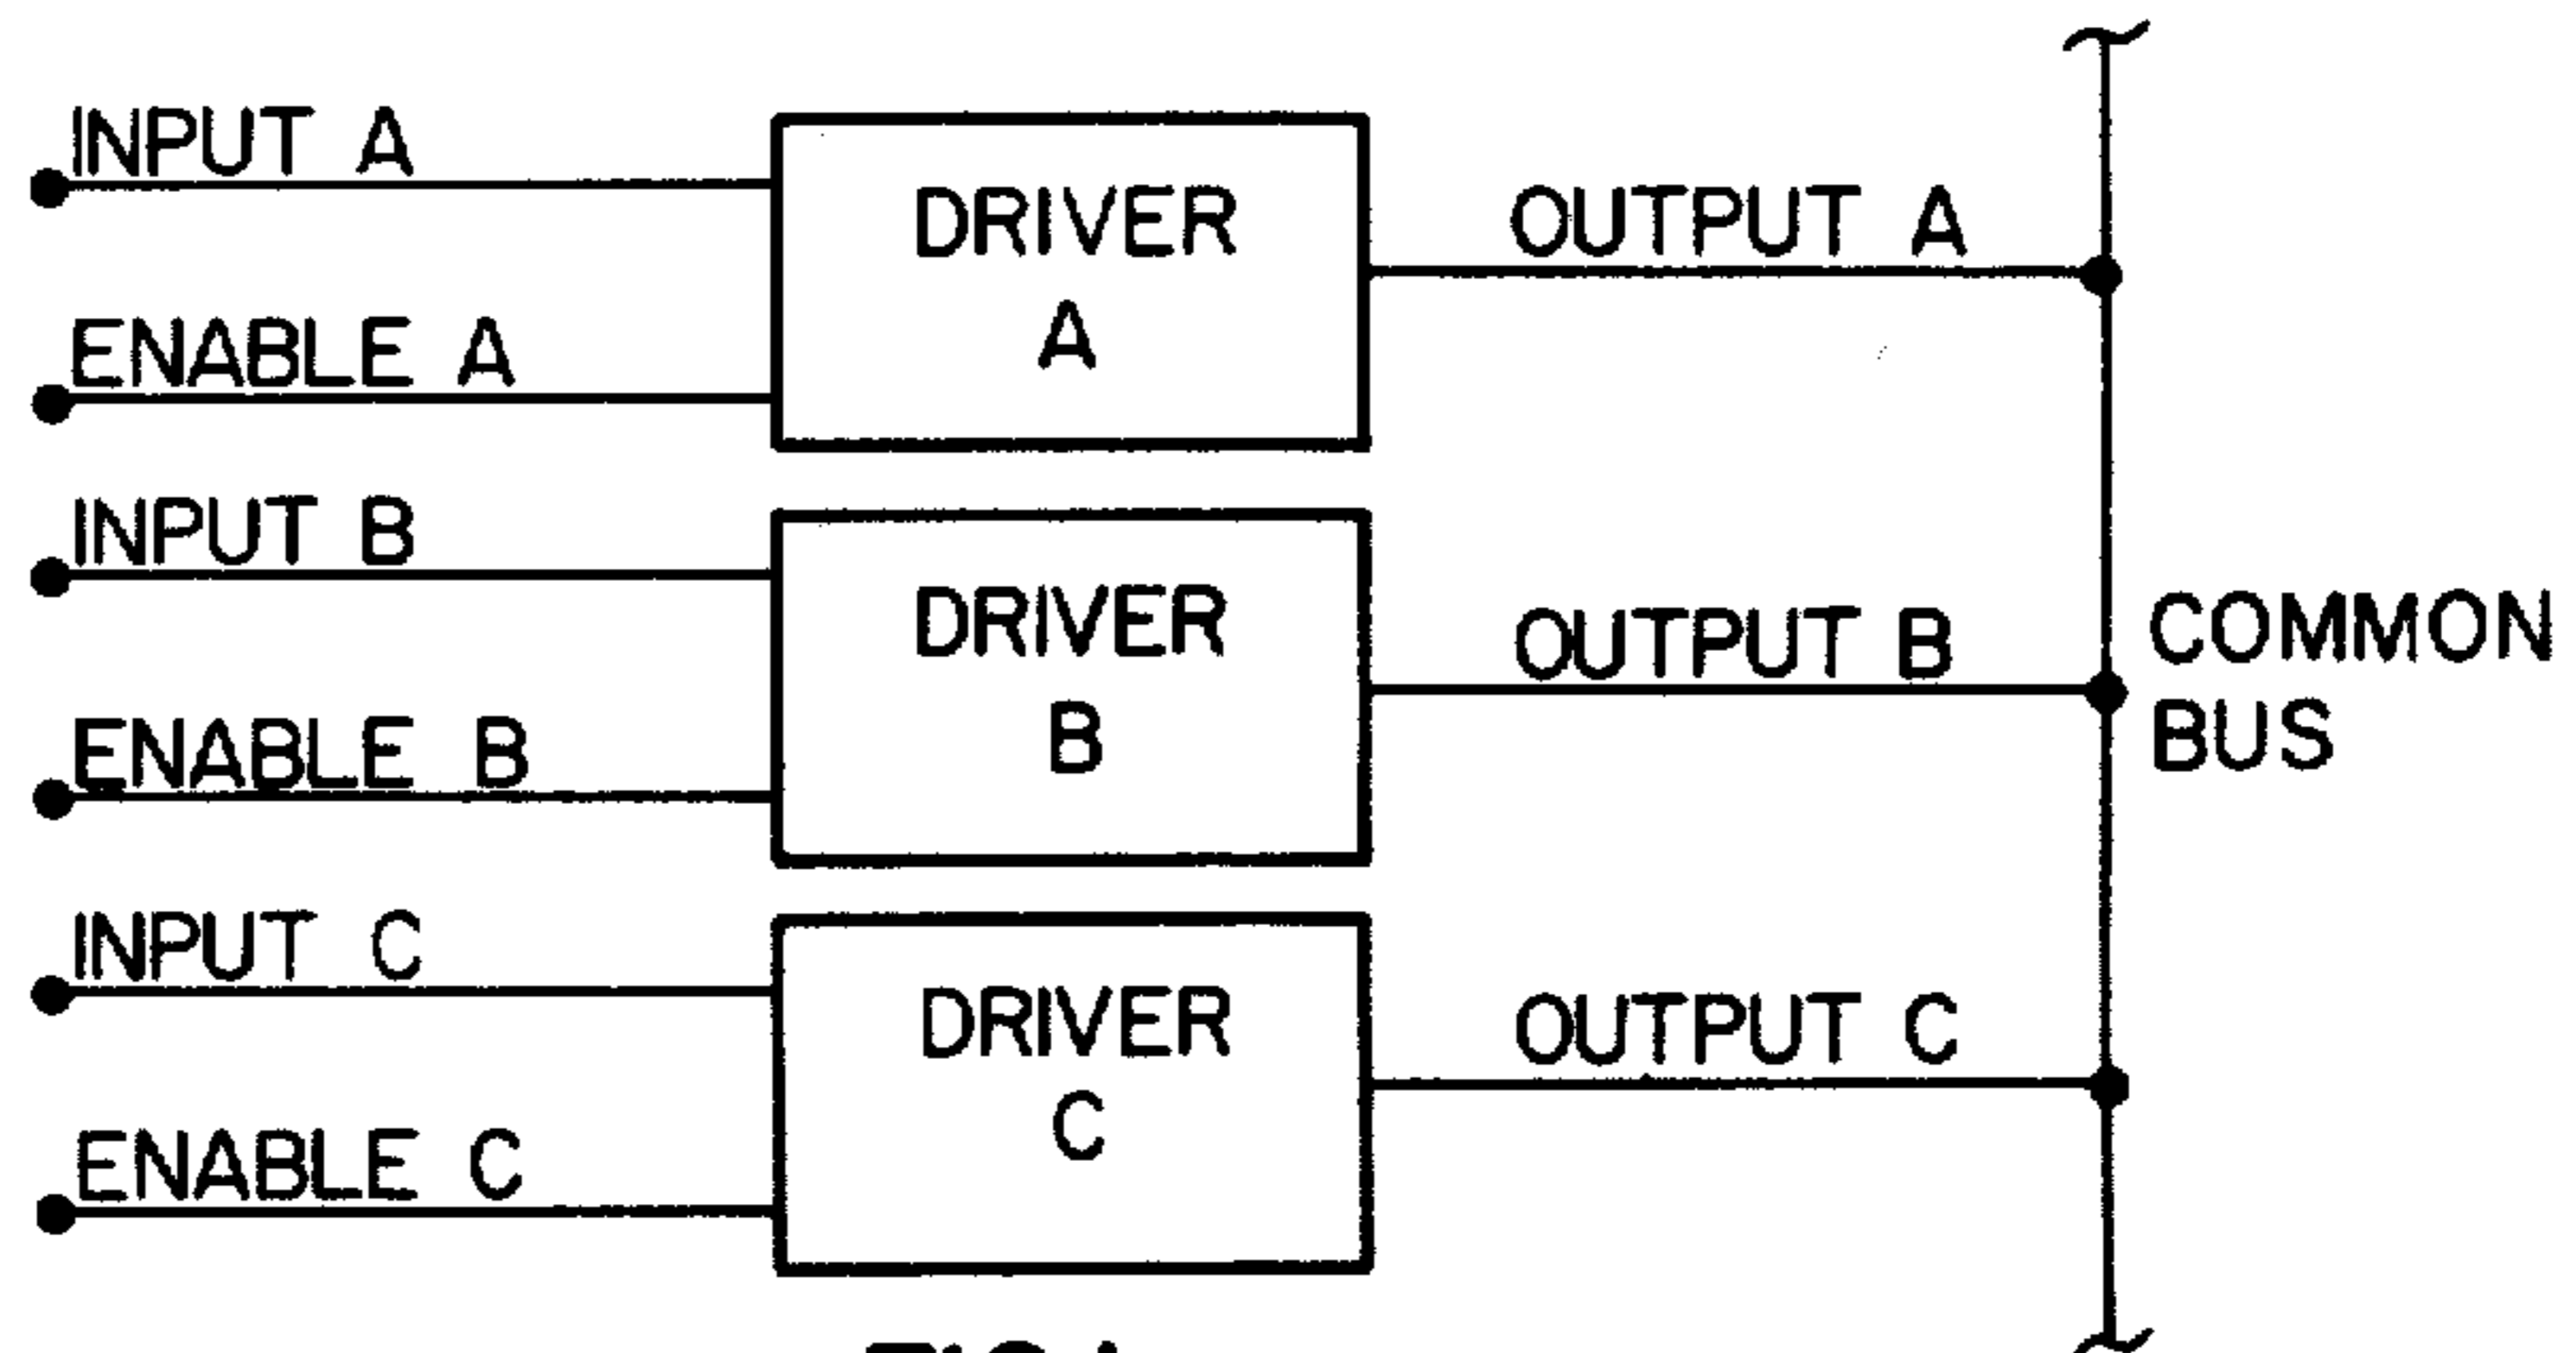 INPUT A
ENABLE A
DRIVER
A
OUTPUT A
INPUT B
ENABLE B
DRIVER
B
OUTPUT B
COMMON
BUS
INPUT C
ENABLE C
DRIVER
C
OUTPUT C